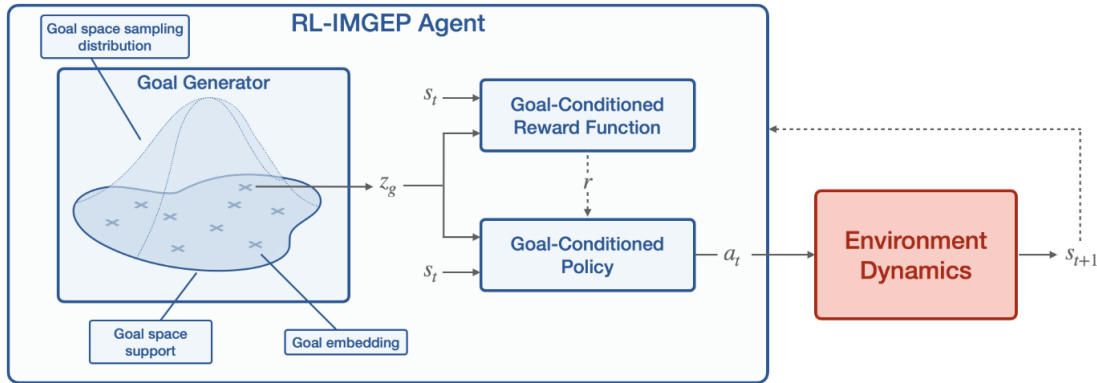 RL-IMGEP Agent
Goal space sampling
distribution
Goal Generator
Goal space
support
Goal embedding
z_g
s_t
Goal-Conditioned
Reward Function
r
Goal-Conditioned
Policy
s_t
a_t
Environment
Dynamics
s_{t+1}